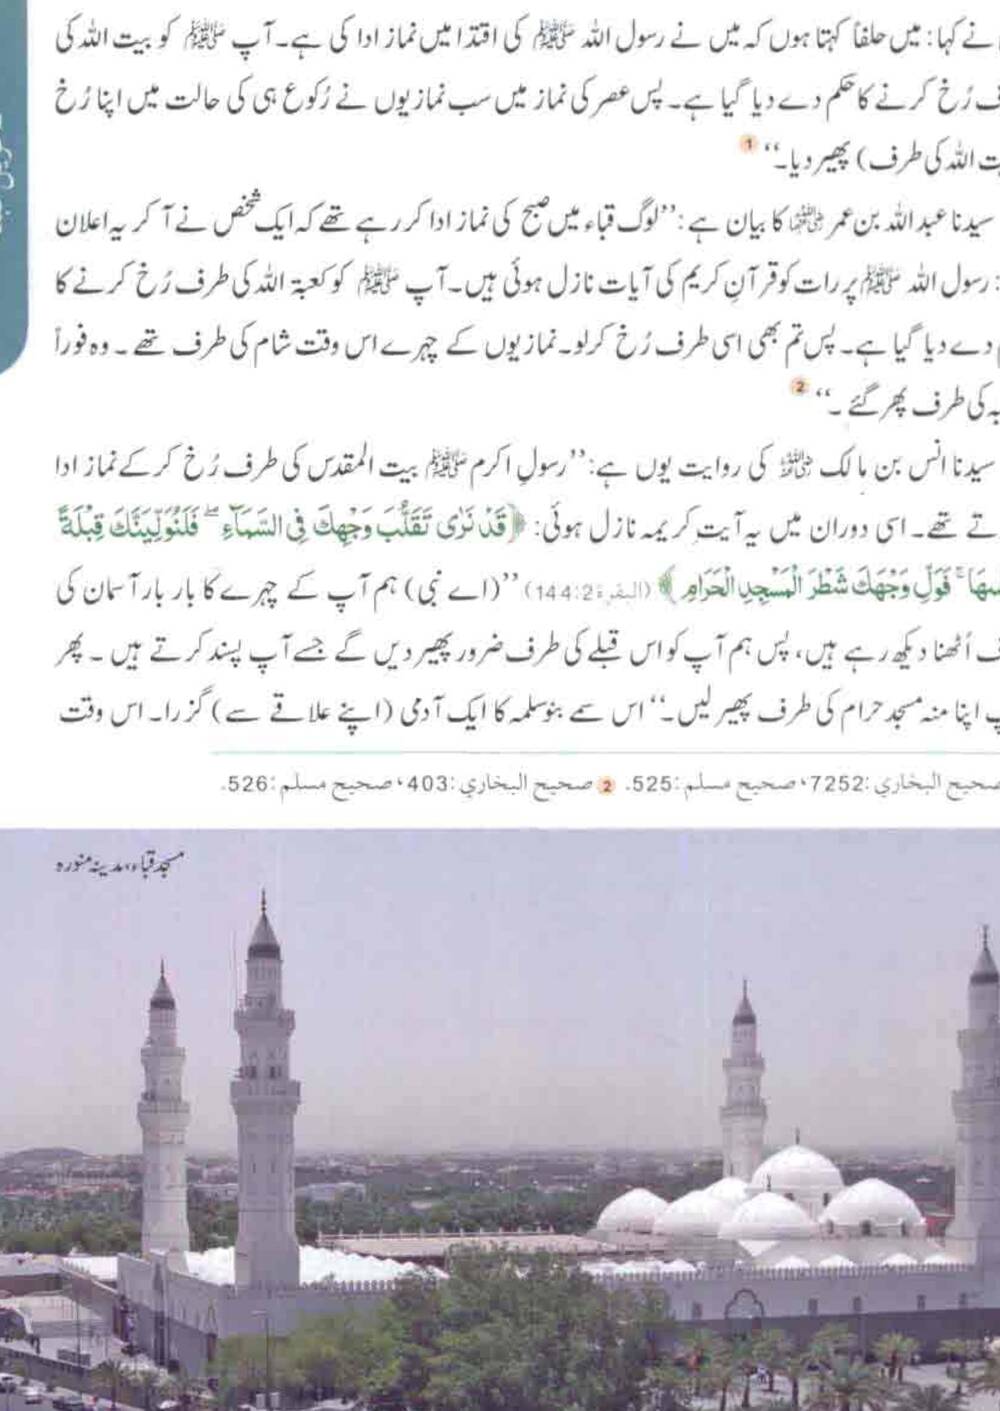 نے کہا: میں حلفاً کہتا ہوں کہ میں نے رسول اللہ ﷺ کی اقتدا میں نماز ادا کی ہے۔ آپ ﷺ کو بیت اللہ کی
رُخ کرنے کا حکم دے دیا گیا ہے۔ پس عصر کی نماز میں سب نمازیوں نے رُکوع ہی کی حالت میں اپنا رُخ
اللہ کی طرف) پھیر دیا۔‘‘ 1
سیدنا عبداللہ بن عمر رضی اللہ عنہما کا بیان ہے: ’’لوگ قباء میں صبح کی نماز ادا کر رہے تھے کہ ایک شخص نے آ کر یہ اعلان
: رسول اللہ ﷺ پر رات کو قرآنِ کریم کی آیات نازل ہوئی ہیں۔ آپ ﷺ کو کعبۃ اللہ کی طرف رُخ کرنے کا
دے دیا گیا ہے۔ پس تم بھی اسی طرف رُخ کر لو۔ نمازیوں کے چہرے اس وقت شام کی طرف تھے ۔ وہ فوراً
کی طرف پھر گئے ۔‘‘ 2
سیدنا انس بن مالک رضی اللہ عنہ کی روایت یوں ہے: ’’رسولِ اکرم ﷺ بیت المقدس کی طرف رُخ کر کے نماز ادا
تے تھے۔ اسی دوران میں یہ آیتِ کریمہ نازل ہوئی: ﴿قَدْ نَرٰى تَقَلُّبَ وَجْهِكَ فِى السَّمَآءِ ۖ فَلَنُوَلِّيَنَّكَ قِبْلَةً
فَوَلِّ وَجْهَكَ شَطْرَ الْمَسْجِدِ الْحَرَامِ﴾ (البقرة 144:2) ’’(اے نبی) ہم آپ کے چہرے کا بار بار آسمان کی
اُٹھنا دیکھ رہے ہیں، پس ہم آپ کو اس قبلے کی طرف ضرور پھیر دیں گے جسے آپ پسند کرتے ہیں ۔ پھر
اپنا منہ مسجد حرام کی طرف پھیر لیں۔‘‘ اس سمے بنوسلمہ کا ایک آدمی (اپنے علاقے سے) گزرا۔ اس وقت
صحيح البخاري:7252، صحيح مسلم:525. 2 صحيح البخاري:403، صحيح مسلم:526.
مسجد قباء، مدینہ منورہ